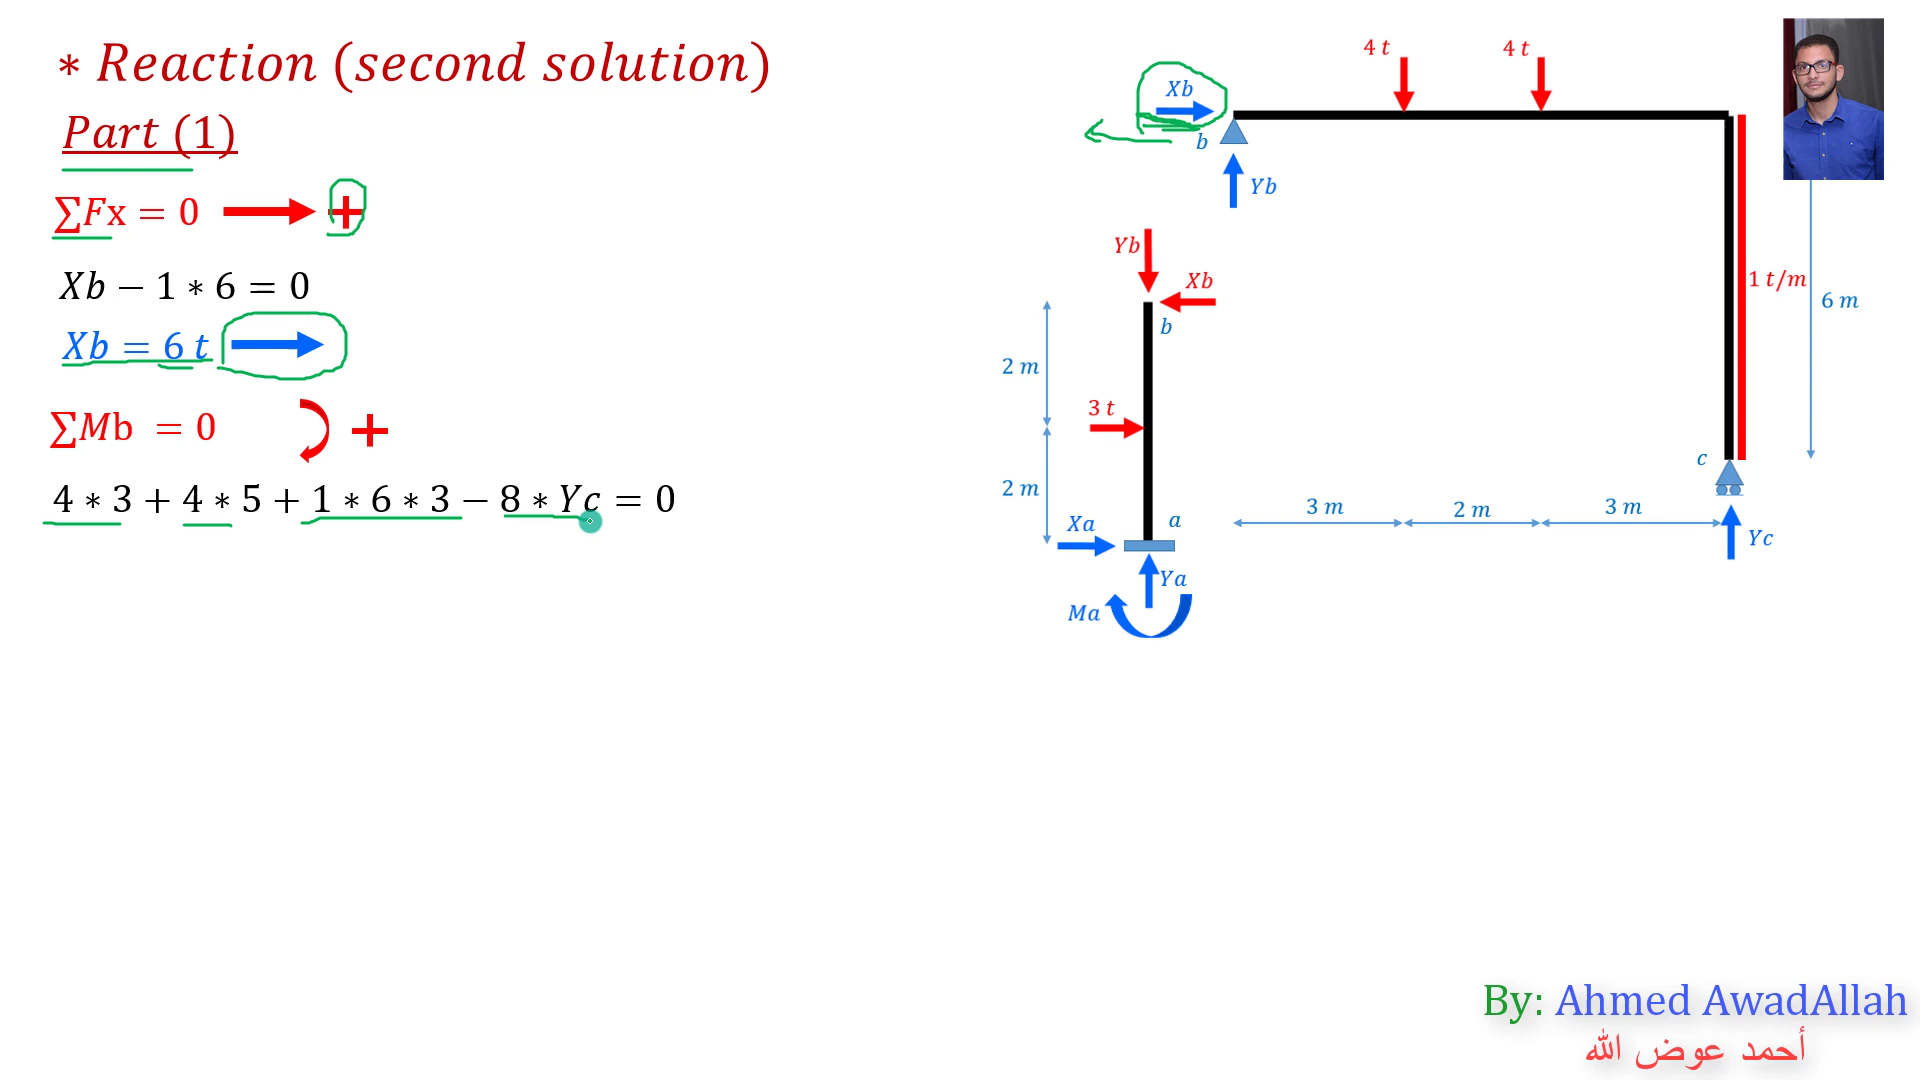 * Reaction (second solution)
Part (1)
∑Fx = 0 +
Xb − 1 * 6 = 0
Xb = 6 t
∑Mb = 0 +
4 * 3 + 4 * 5 + 1 * 6 * 3 − 8 * Yc = 0
4 t 4 t
Xb
b
Yb
Yb
Xb
b
1 t/m
6 m
2 m
3 t
c
2 m
3 m 2 m 3 m
Xa
a
Yc
Ya
Ma
By: Ahmed AwadAllah
أحمد عوض الله